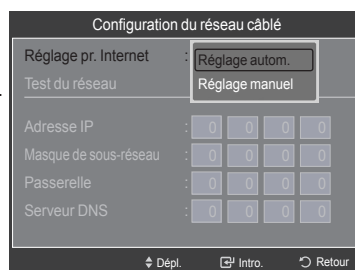 Configuration du réseau câblé
Réglage pr. Internet : Réglage autom.
Test du réseau Réglage manuel
Adresse IP : 0 0 0 0
Masque de sous-réseau : 0 0 0 0
Passerelle : 0 0 0 0
Serveur DNS : 0 0 0 0
Dépl. Intro. Retour